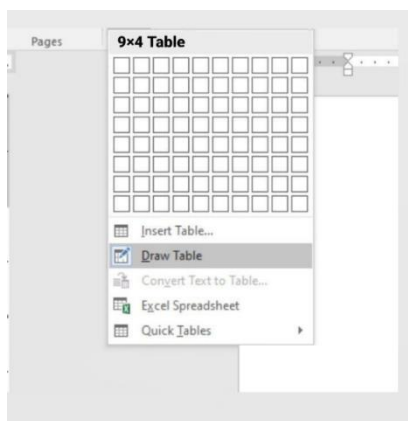 Pages
9×4 Table
Insert Table...
Draw Table
Convert Text to Table...
Excel Spreadsheet
Quick Tables